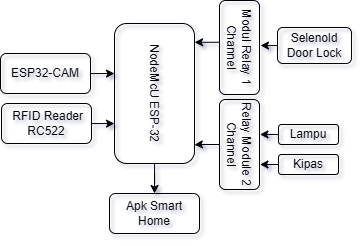 ESP32-CAM
RFID Reader
RC522
NodeMcU ESP-32
Modul Relay 1
Channel
Selenold
Door Lock
Relay Module 2
Channel
Lampu
Kipas
Apk Smart
Home